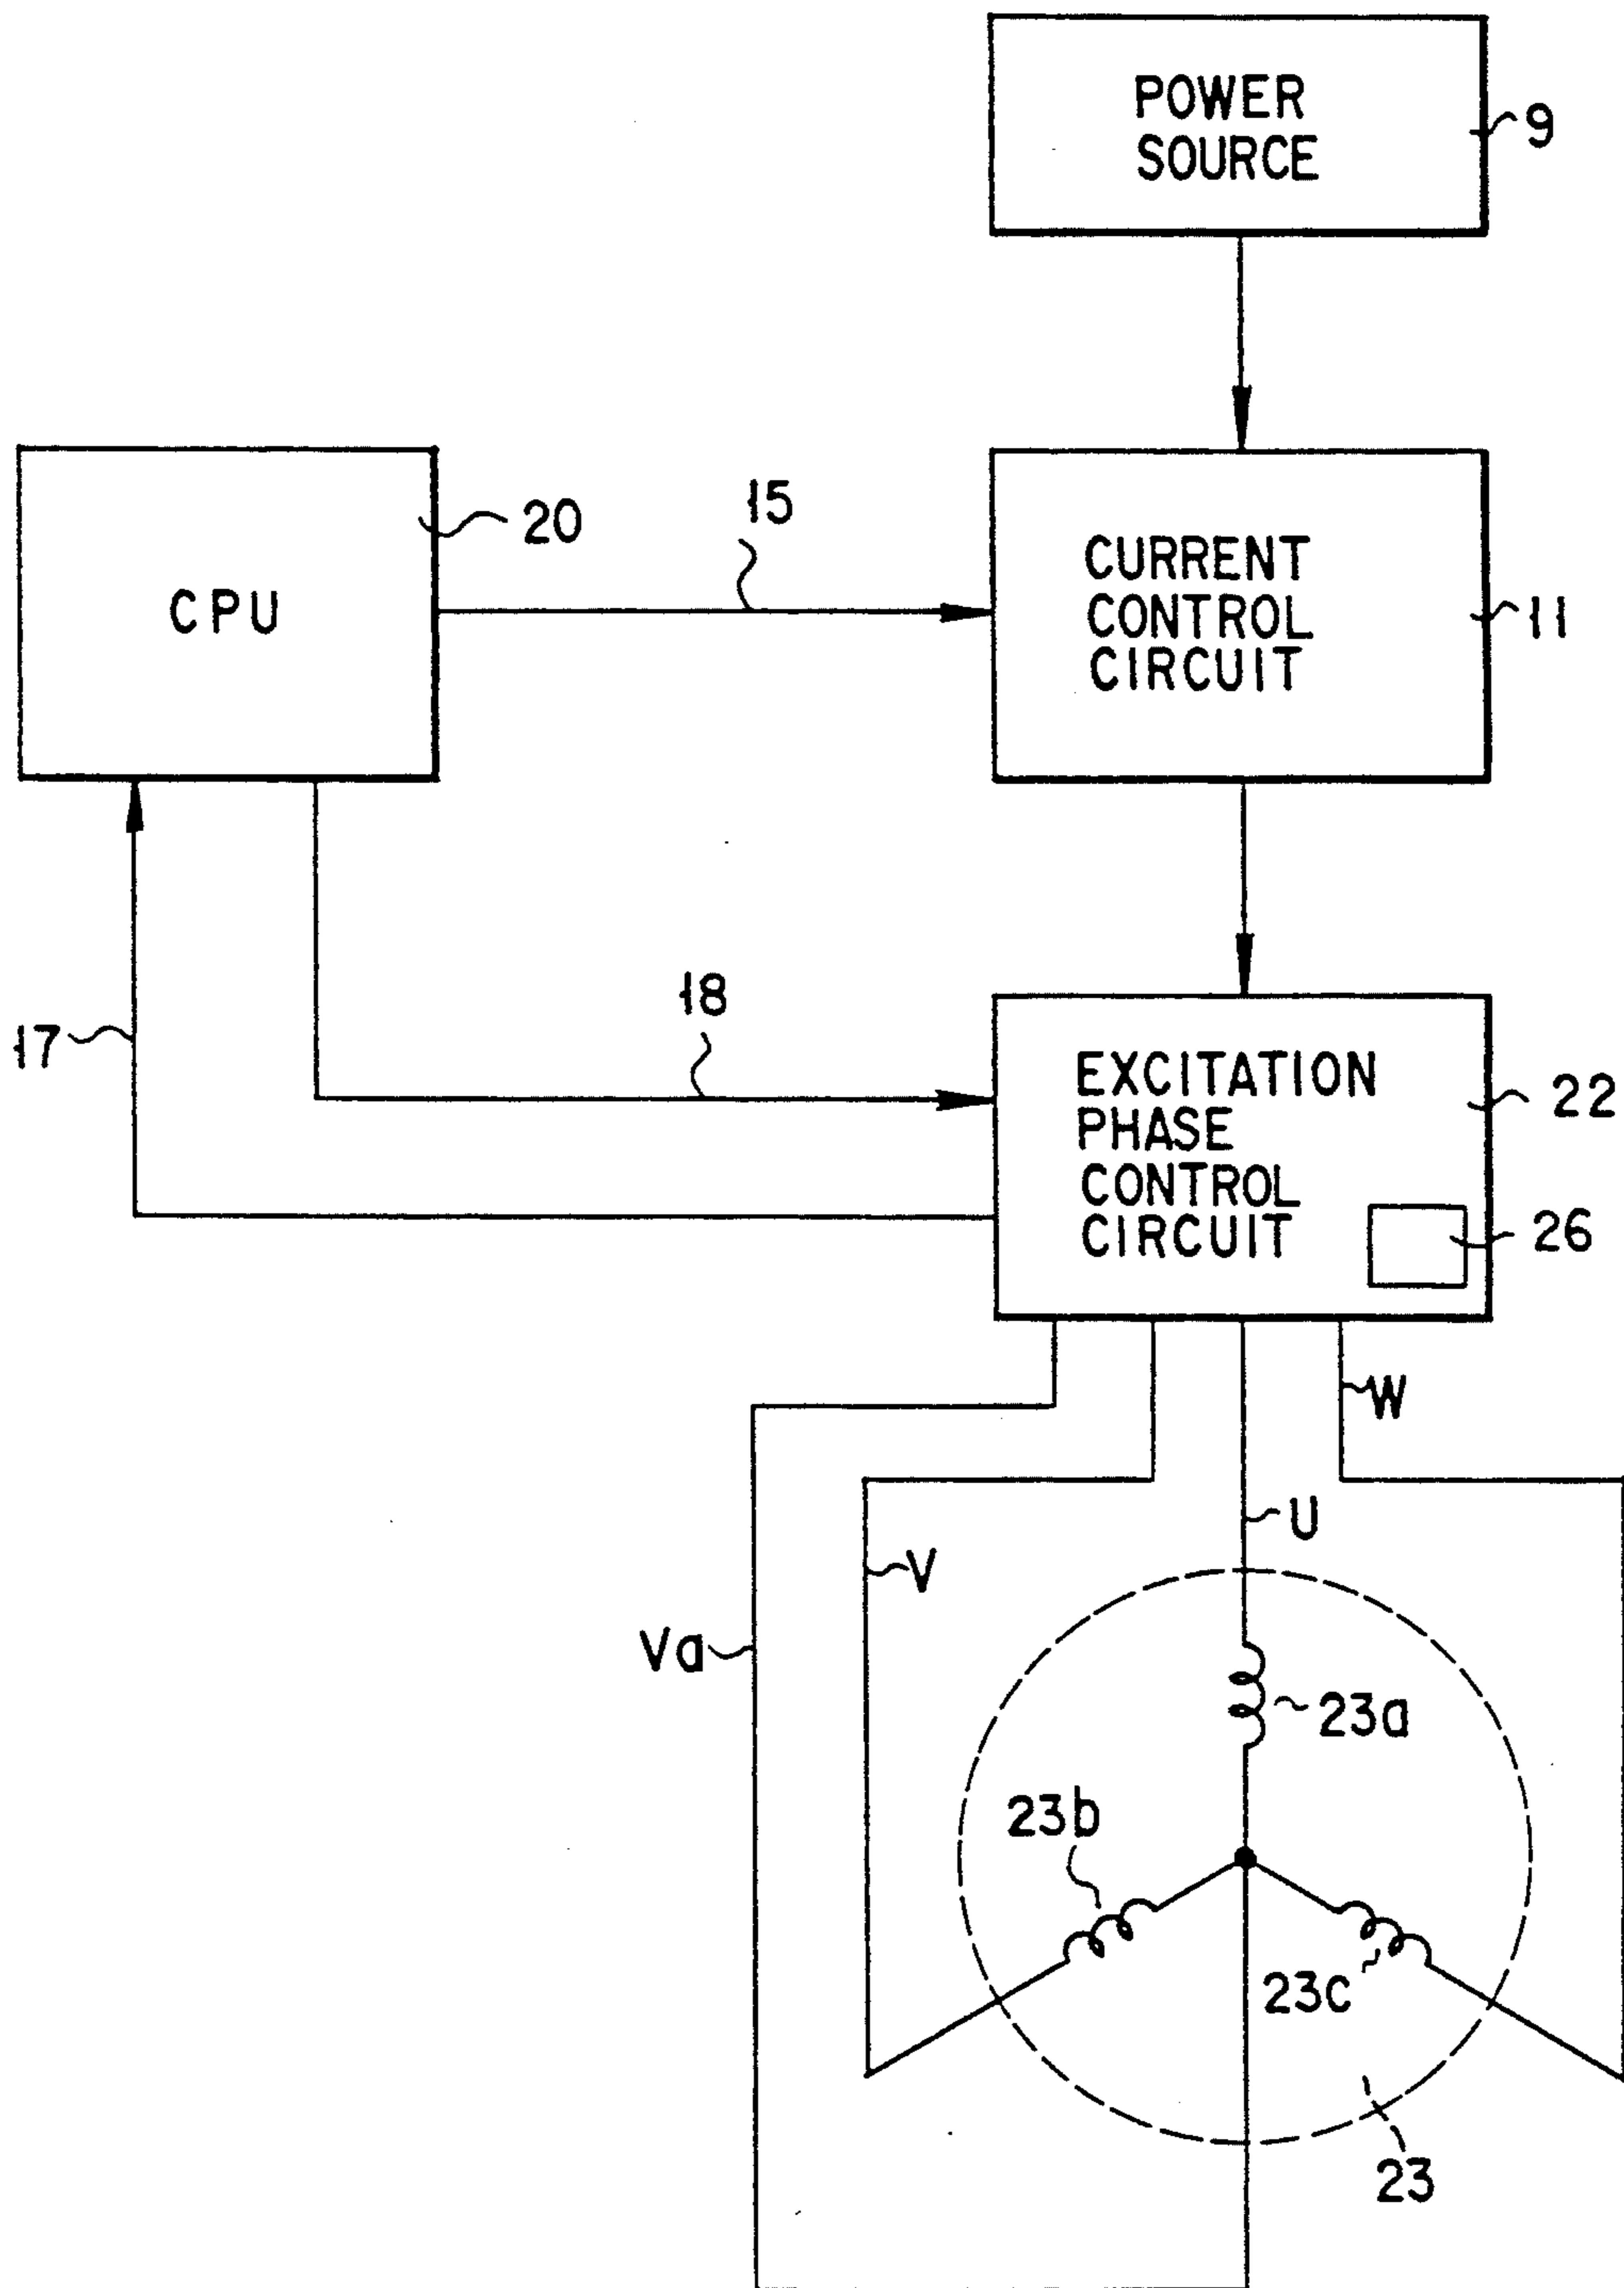 POWER
SOURCE
9
20
15
CPU
CURRENT
CONTROL
CIRCUIT
11
18
17
EXCITATION
PHASE
CONTROL
CIRCUIT
22
26
W
U
V
Va
23a
23b
23c
23